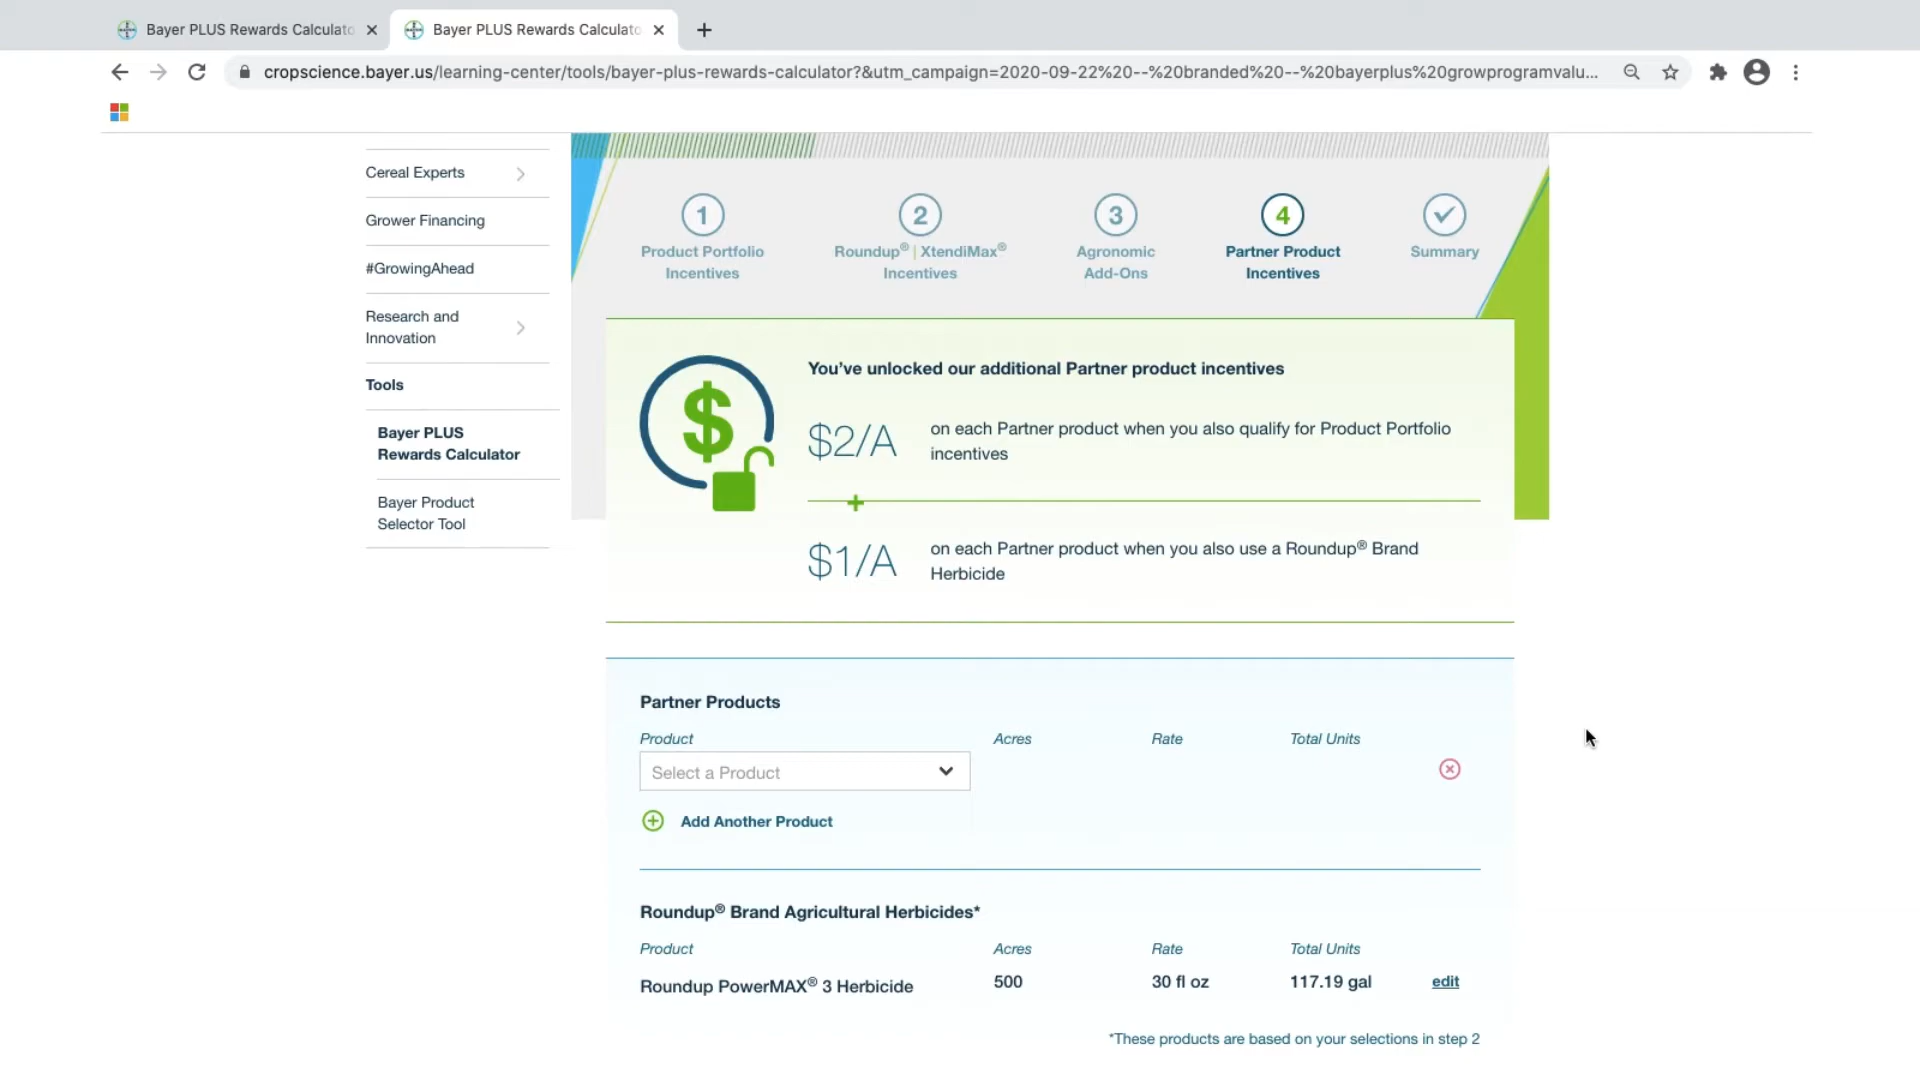 Bayer PLUS Rewards Calculato
Bayer PLUS Rewards Calculato
cropscience.bayer.us/learning-center/tools/bayer-plus-rewards-calculator?&utm_campaign=2020-09-22%20--%20branded%20--%20bayerplus%20growprogramvalu...
Cereal Experts
Grower Financing
#GrowingAhead
Research and
Innovation
Tools
Bayer PLUS
Rewards Calculator
Bayer Product
Selector Tool
1
Product Portfolio
Incentives
2
Roundup® | XtendiMax®
Incentives
3
Agronomic
Add-Ons
4
Partner Product
Incentives
Summary
$
You've unlocked our additional Partner product incentives
$2/A
on each Partner product when you also qualify for Product Portfolio
incentives
+
$1/A
on each Partner product when you also use a Roundup® Brand
Herbicide
Partner Products
Product Acres Rate Total Units
Select a Product
Add Another Product
Roundup® Brand Agricultural Herbicides*
Product Acres Rate Total Units
Roundup PowerMAX® 3 Herbicide 500 30 fl oz 117.19 gal edit
*These products are based on your selections in step 2